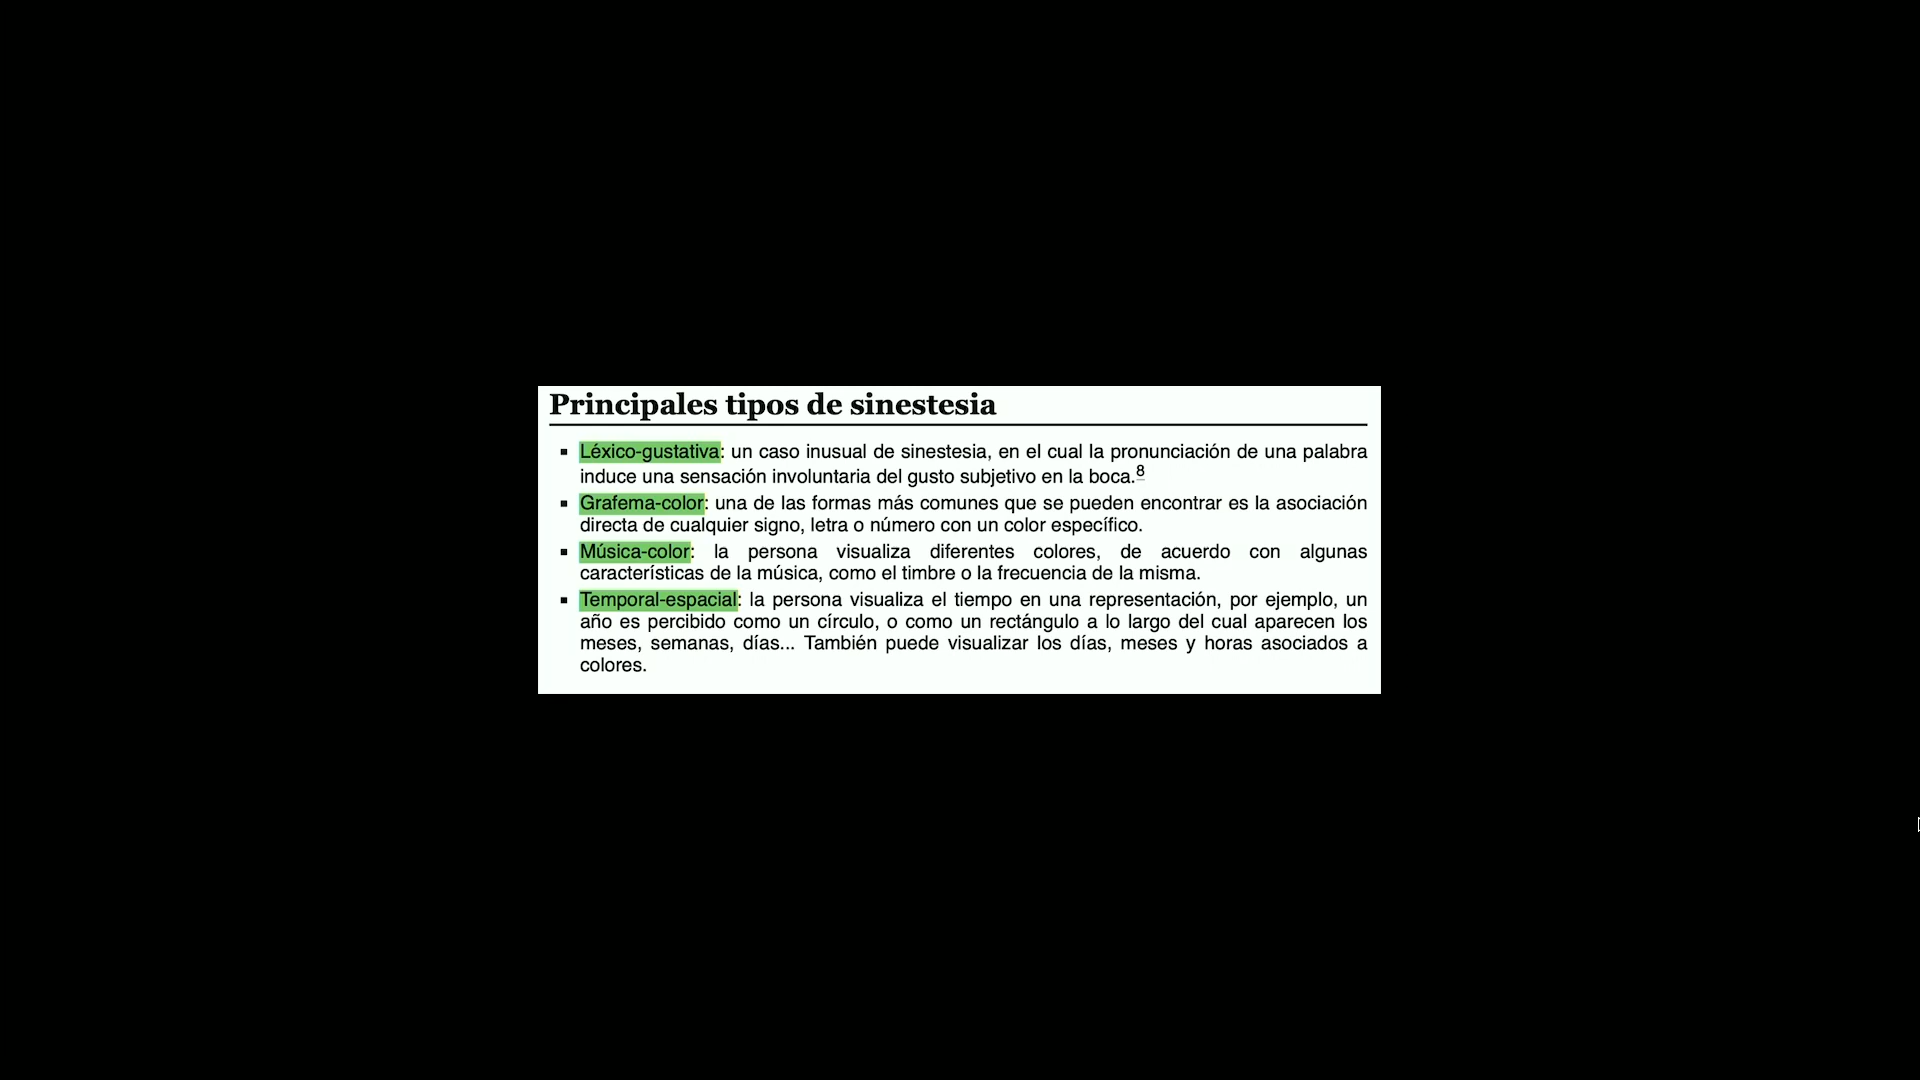 Principales tipos de sinestesia
▪ Léxico-gustativa: un caso inusual de sinestesia, en el cual la pronunciación de una palabra
induce una sensación involuntaria del gusto subjetivo en la boca.8
▪ Grafema-color: una de las formas más comunes que se pueden encontrar es la asociación
directa de cualquier signo, letra o número con un color específico.
▪ Música-color: la persona visualiza diferentes colores, de acuerdo con algunas
características de la música, como el timbre o la frecuencia de la misma.
▪ Temporal-espacial: la persona visualiza el tiempo en una representación, por ejemplo, un
año es percibido como un círculo, o como un rectángulo a lo largo del cual aparecen los
meses, semanas, días... También puede visualizar los días, meses y horas asociados a
colores.